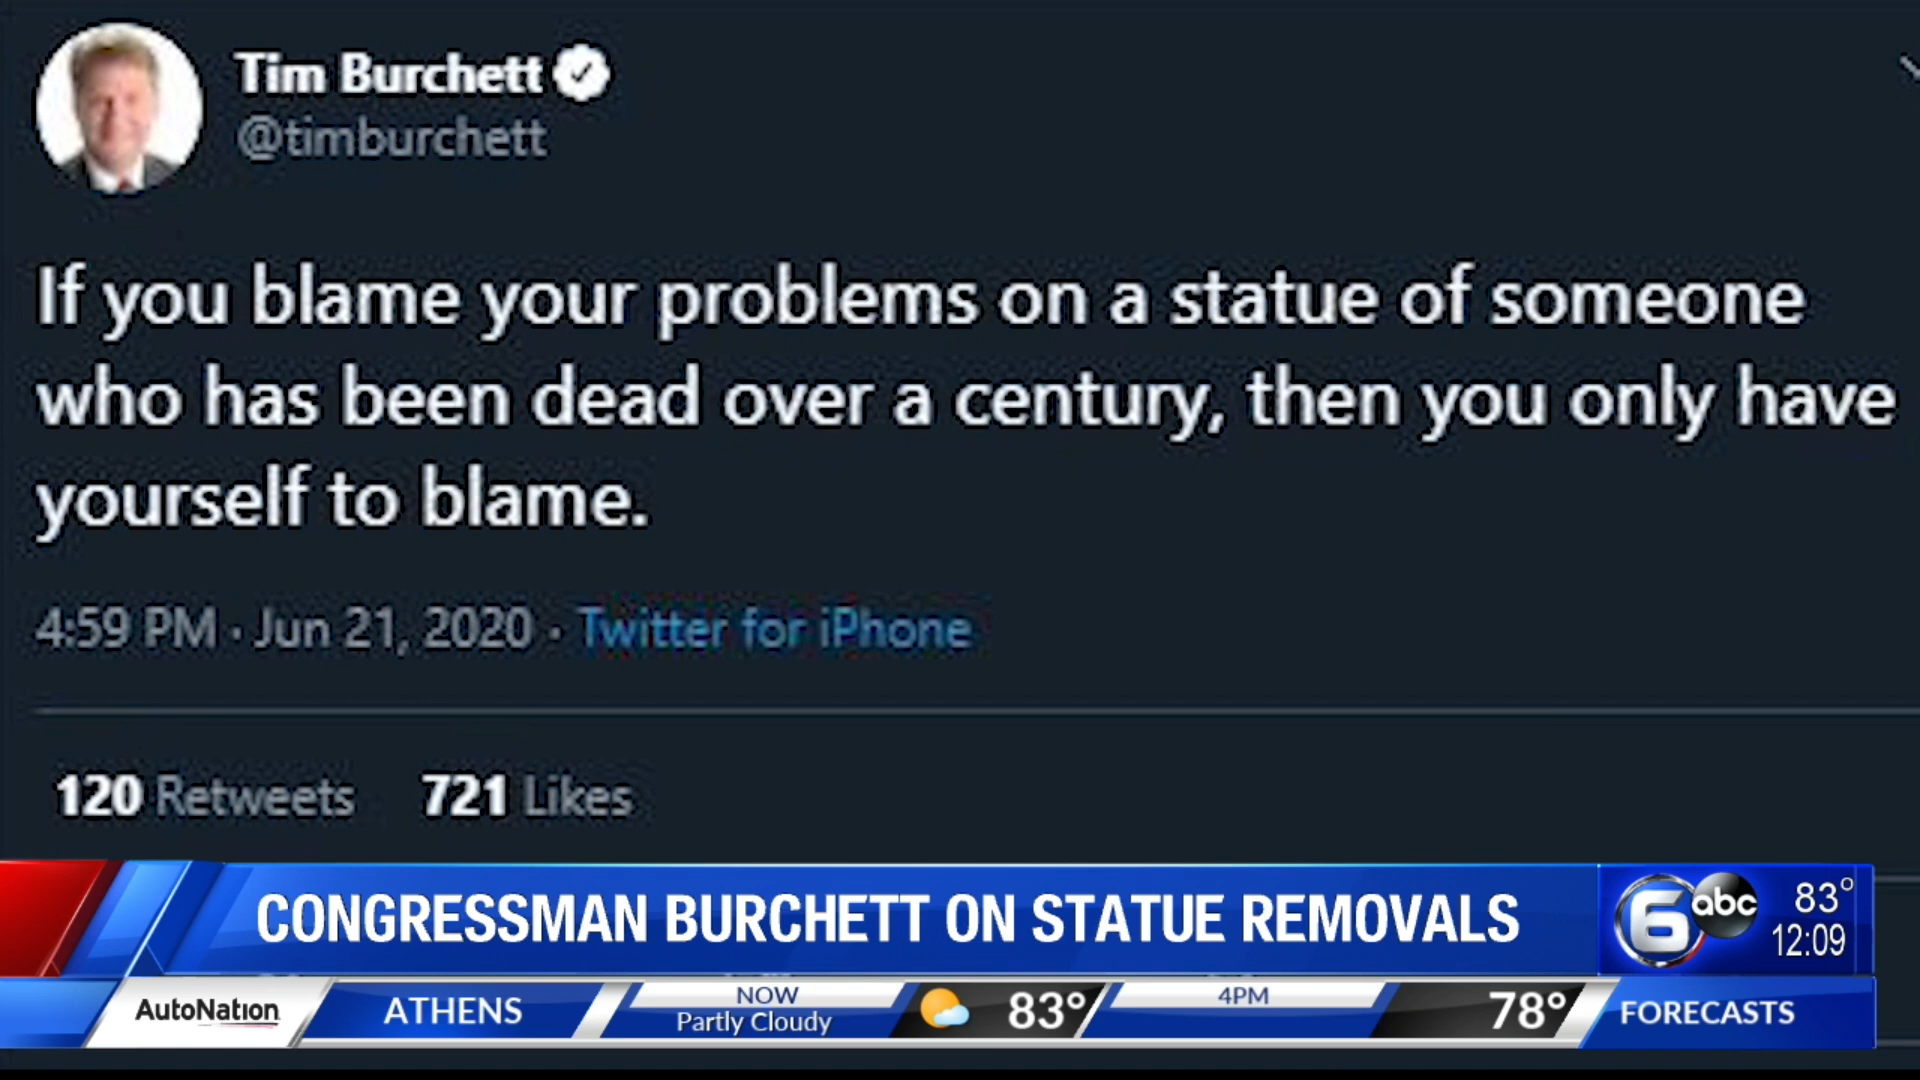 Tim Burchett
@timburchett
If you blame your problems on a statue of someone
who has been dead over a century, then you only have
yourself to blame.
4:59 PM · Jun 21, 2020 · Twitter for iPhone
120 Retweets 721 Likes
CONGRESSMAN BURCHETT ON STATUE REMOVALS
6 abc
83°
12:09
AutoNation
ATHENS
NOW
Partly Cloudy
83°
4PM
78°
FORECASTS